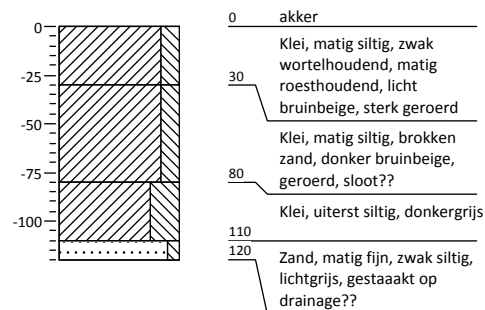 0
-25
-50
-75
-100
0 akker
Klei, matig siltig, zwak
wortelhoudend, matig
roesthoudend, licht
bruinbeige, sterk geroerd
30
Klei, matig siltig, brokken
zand, donker bruinbeige,
geroerd, sloot??
80
Klei, uiterst siltig, donkergrijs
110
120
Zand, matig fijn, zwak siltig,
lichtgrijs, gestaaakt op
drainage??